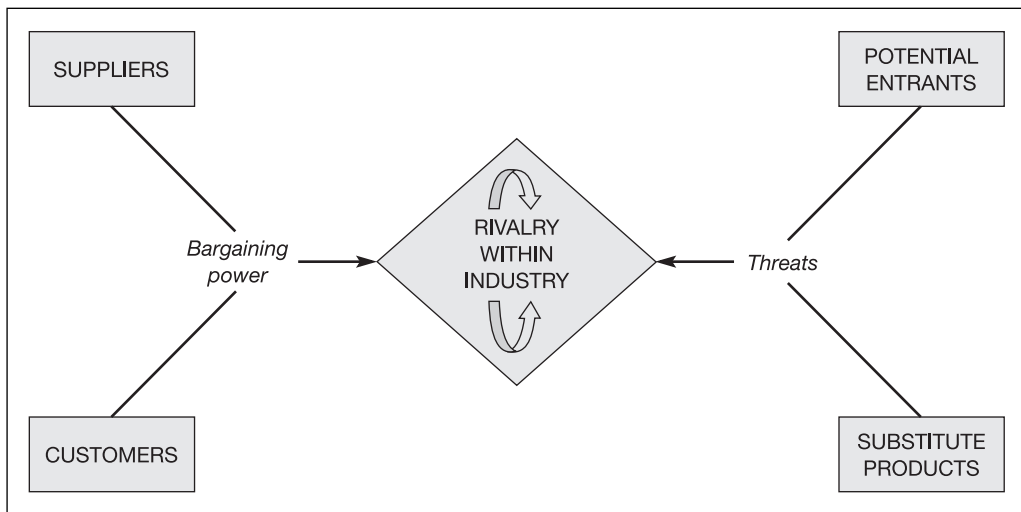 SUPPLIERS
POTENTIAL
ENTRANTS
RIVALRY
WITHIN
INDUSTRY
Bargaining
power
Threats
CUSTOMERS
SUBSTITUTE
PRODUCTS